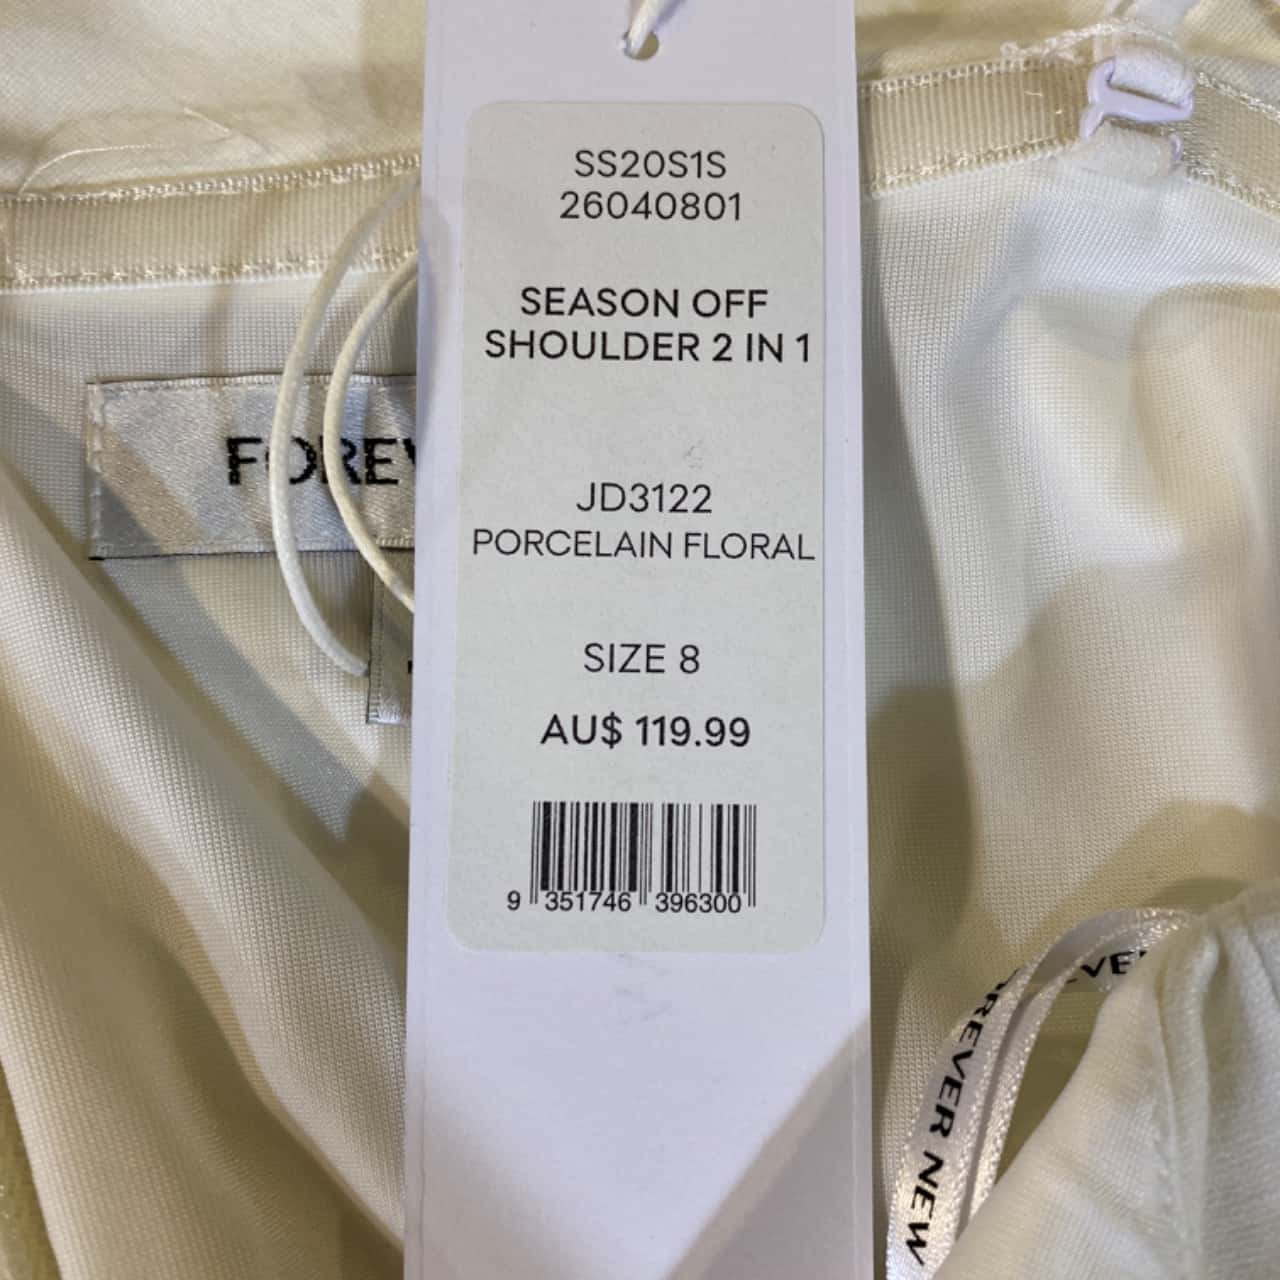 SS20S1S
26040801
SEASON OFF
SHOULDER 2 IN 1
JD3122
PORCELAIN FLORAL
SIZE 8
AU$ 119.99
9 351746 396300
FOREV
EVER
FOREVER NEW